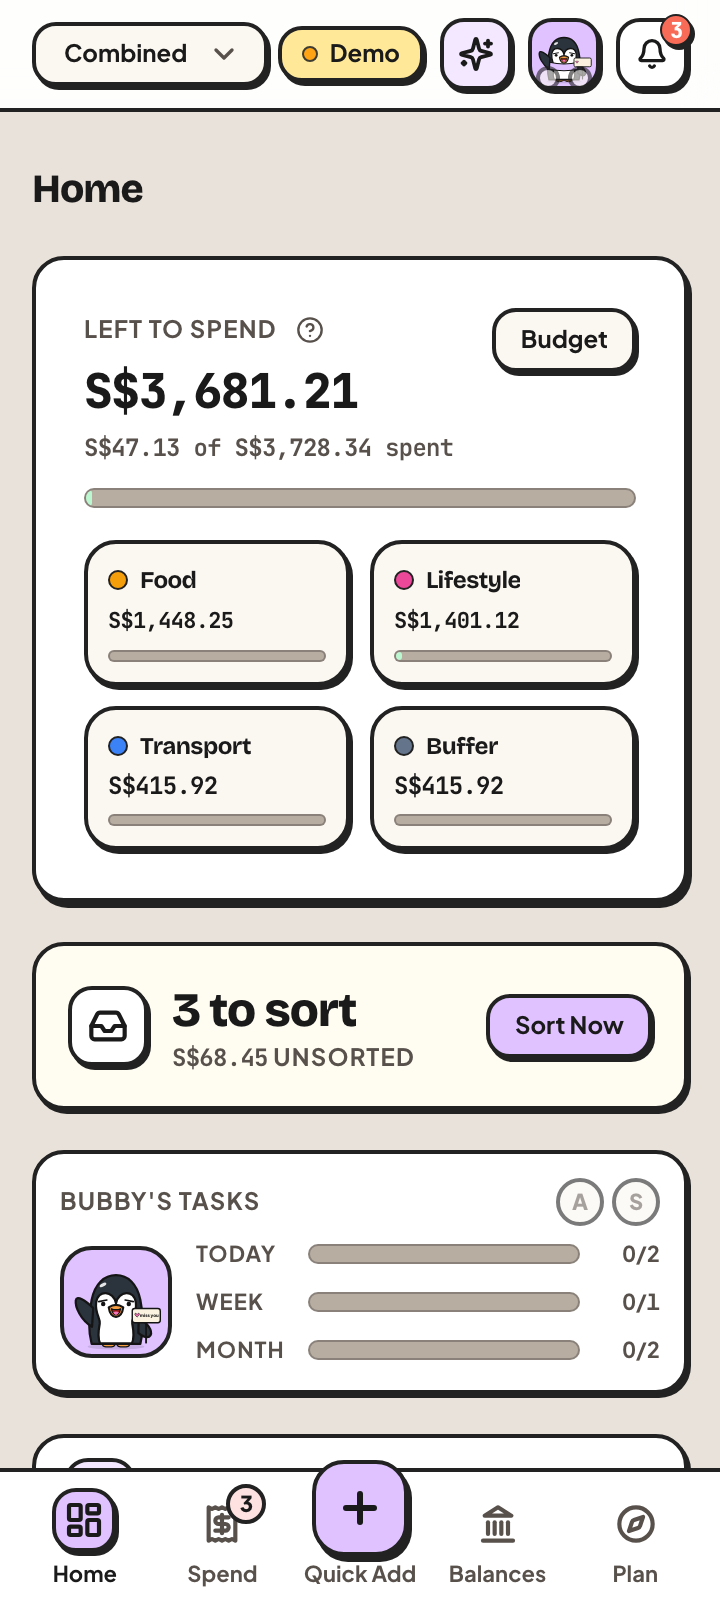 Combined
Demo
3
Home
LEFT TO SPEND
Budget
S$3,681.21
S$47.13 of S$3,728.34 spent
Food
Lifestyle
S$1,448.25
S$1,401.12
Transport
Buffer
S$415.92
S$415.92
3 to sort
S$68.45 UNSORTED
Sort Now
BUBBY'S TASKS
A S
TODAY 0/2
miss you
WEEK 0/1
MONTH 0/2
3
Home
Spend
Quick Add
Balances
Plan